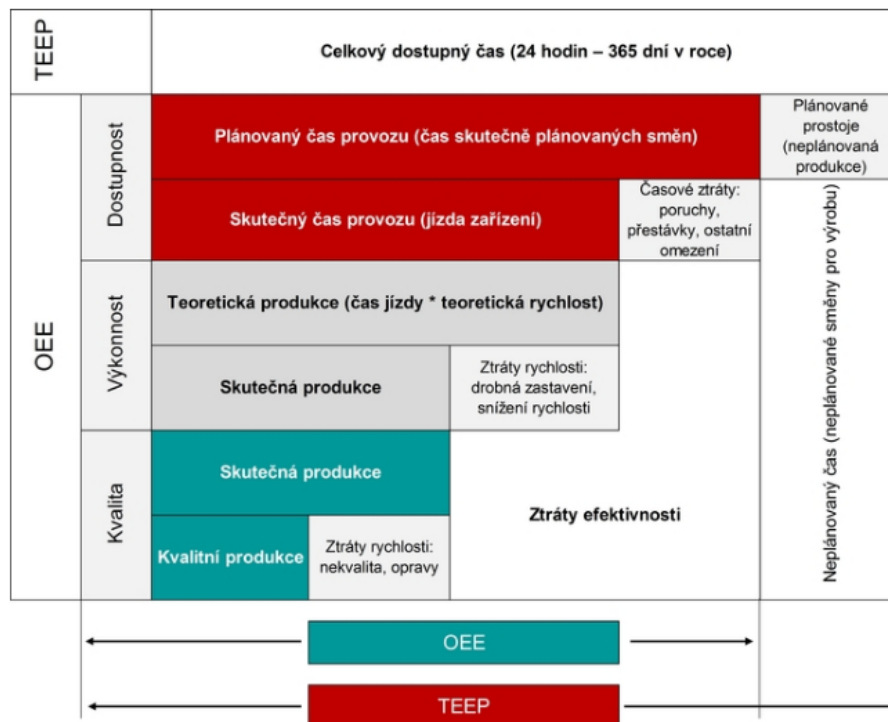 TEEP
Celkový dostupný čas (24 hodin – 365 dní v roce)
OEE
Dostupnost
Plánovaný čas provozu (čas skutečně plánovaných směn)
Plánované
prostoje
(neplánovaná
produkce)
Skutečný čas provozu (jízda zařízení)
Časové ztráty:
poruchy,
přestávky, ostatní
omezení
Neplánovaný čas (neplánované směny pro výrobu)
Výkonnost
Teoretická produkce (čas jízdy * teoretická rychlost)
Skutečná produkce
Ztráty rychlosti:
drobná zastavení,
snížení rychlosti
Kvalita
Skutečná produkce
Ztráty efektivnosti
Kvalitní produkce
Ztráty rychlosti:
nekvalita, opravy
OEE
TEEP